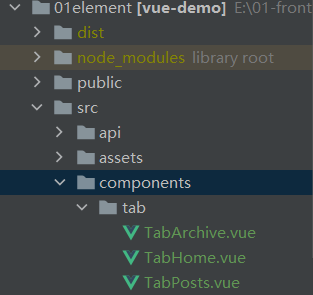 01element [vue-demo] E:\01-front
dist
node_modules library root
public
src
api
assets
components
tab
TabArchive.vue
TabHome.vue
TabPosts.vue